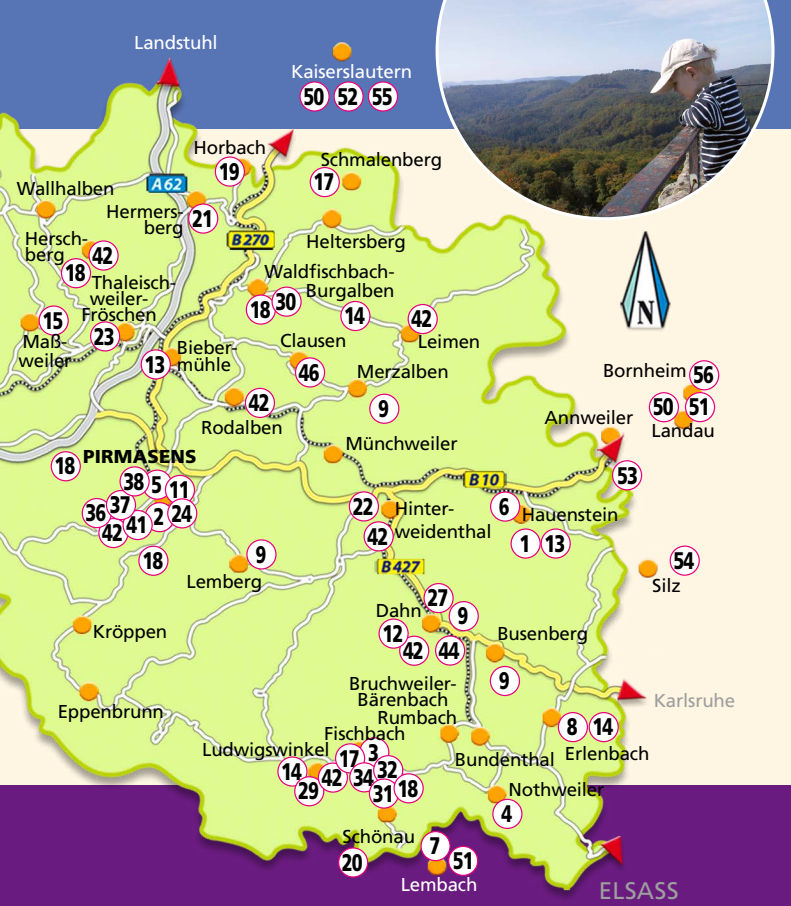 Landstuhl
Kaiserslautern
50 52 55
Horbach
19
Schmalenberg
17
A62
Wallhalben
Hermers-
berg
21
B270
Heltersberg
Hersch-
berg
42
18
Thaleisch-
weiler-
Fröschen
23
Waldfischbach-
Burgalben
18 30
14
42
Leimen
N
15
Maß-
weiler
Bieber-
mühle
13
Clausen
46
Merzalben
9
Bornheim 56
50 51
Landau
42
Rodalben
Annweiler
53
Münchweiler
18
PIRMASENS
38 5 11
36 37 2 24
42 41
18
B10
22
Hinter-
weidenthal
42
6
Hauenstein
1 13
9
Lemberg
B427
54
Silz
27
Dahn 9
12
42 44
Busenberg
9
Kröppen
Eppenbrunn
Bruchweiler-
Bärenbach
Rumbach
Karlsruhe
8 14
Erlenbach
Bundenthal
Fischbach
Ludwigswinkel
17 3
14 42 34 32
29 31 18
Nothweiler
4
Schönau
20
7
51
Lembach
ELSASS